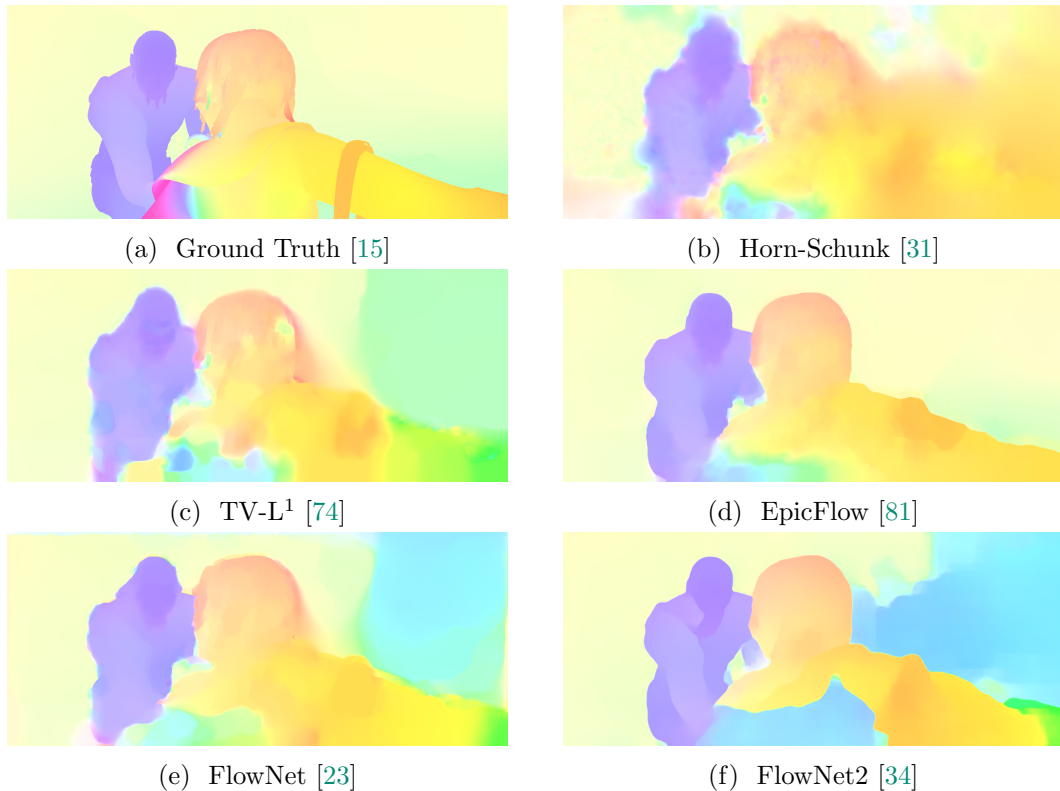 (a) Ground Truth [15]
(b) Horn-Schunk [31]
(c) TV-L¹ [74]
(d) EpicFlow [81]
(e) FlowNet [23]
(f) FlowNet2 [34]